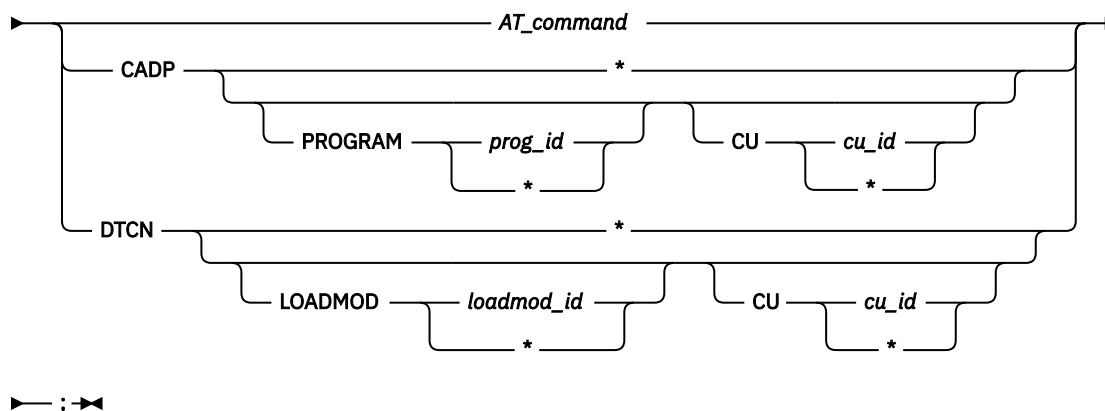 AT_command
CADP *
PROGRAM prog_id CU cu_id
* *
DTCN *
LOADMOD loadmod_id CU cu_id
* *
: